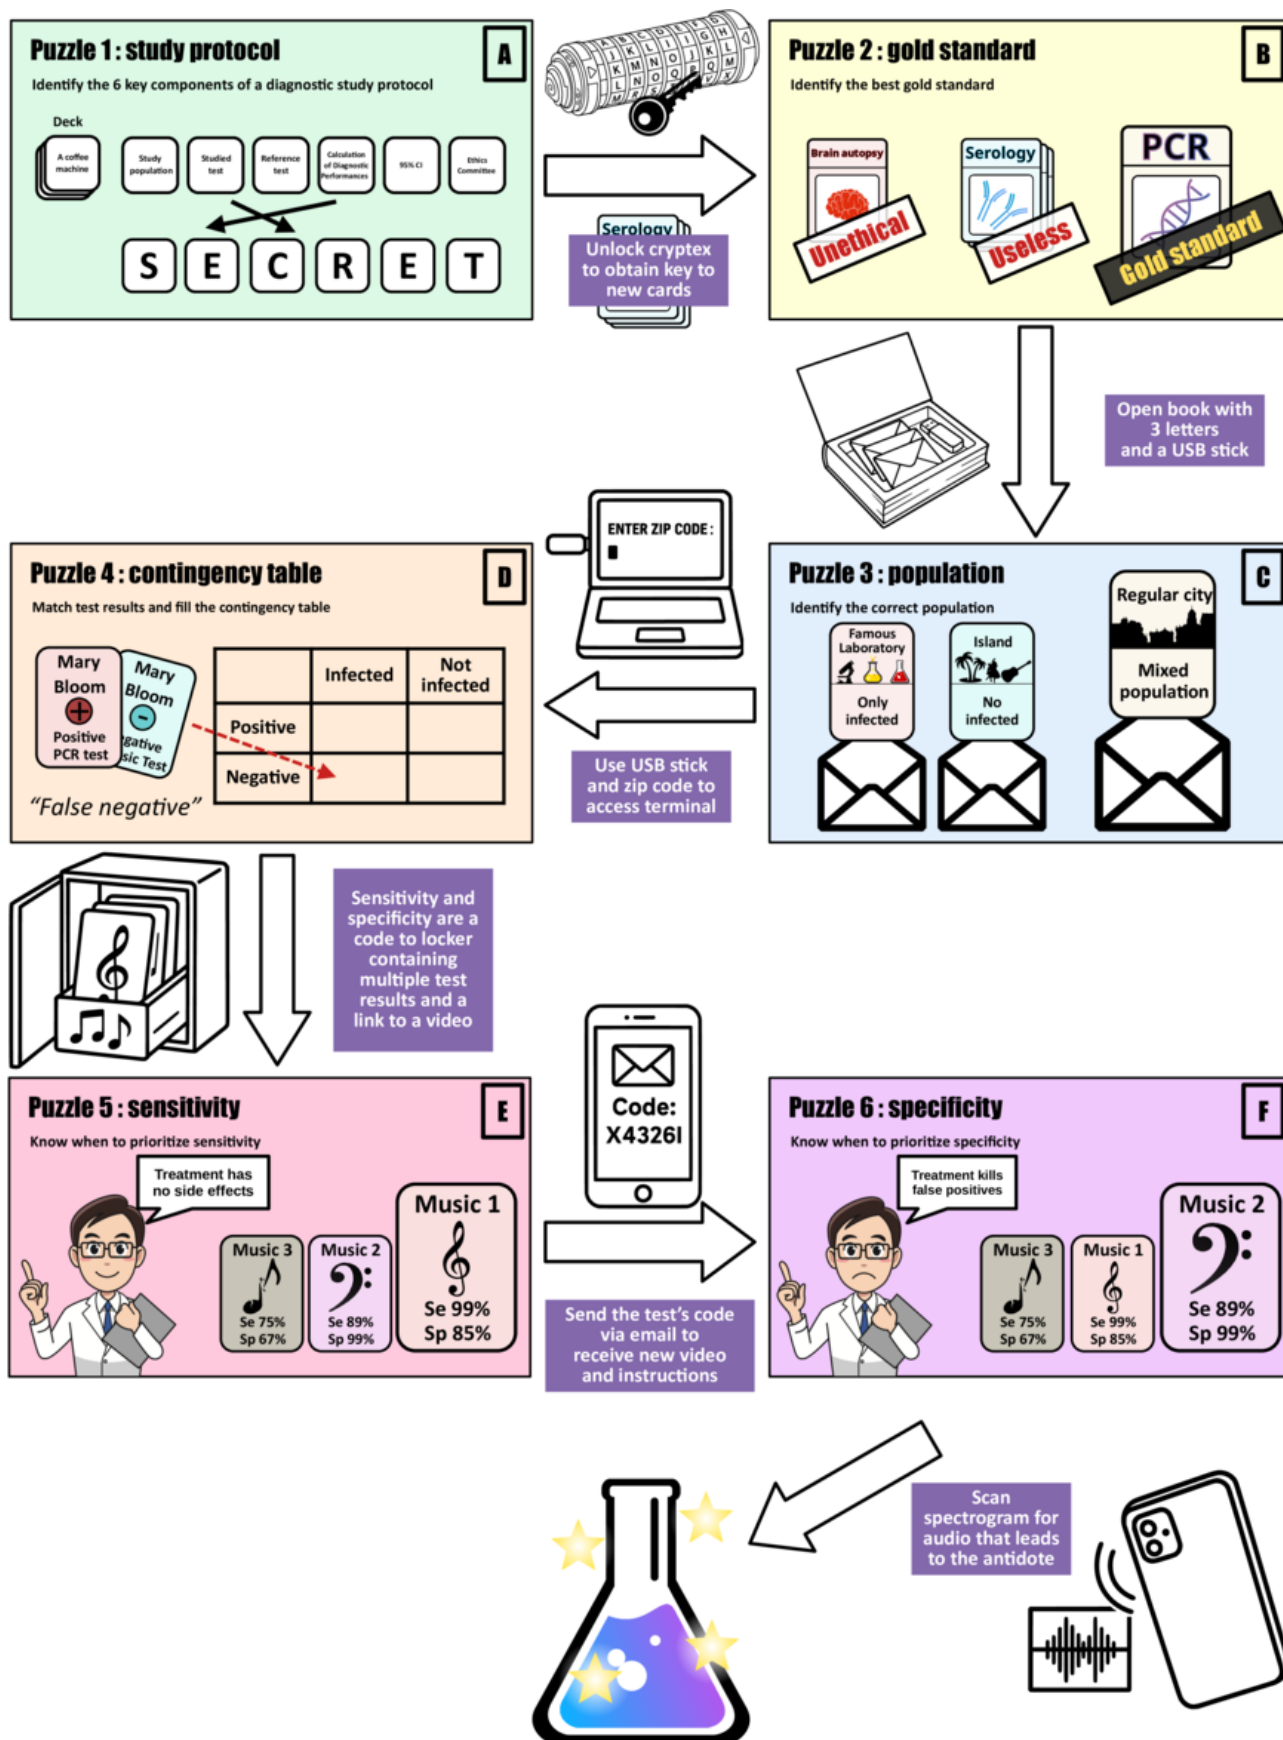 Puzzle 1 : study protocol
A
Identify the 6 key components of a diagnostic study protocol
Deck
A coffee
machine
Study
population
Studied
test
Reference
test
Calculation
of Diagnostic
Performances
95% CI
Ethics
Committee
S E C R E T
Serology
Unlock cryptex
to obtain key to
new cards
Puzzle 2 : gold standard
B
Identify the best gold standard
Brain autopsy
Unethical
Serology
Useless
PCR
Gold standard
Open book with
3 letters
and a USB stick
Puzzle 3 : population
C
Identify the correct population
Famous
Laboratory
Only
infected
Island
No
infected
Regular city
Mixed
population
ENTER ZIP CODE :
Use USB stick
and zip code to
access terminal
Puzzle 4 : contingency table
D
Match test results and fill the contingency table
Mary
Bloom
+
Positive
PCR test
Mary
Bloom
-
gative
sic Test
"False negative"
Infected
Not
infected
Positive
Negative
Sensitivity and
specificity are a
code to locker
containing
multiple test
results and a
link to a video
Puzzle 5 : sensitivity
E
Know when to prioritize sensitivity
Treatment has
no side effects
Music 3
Se 75%
Sp 67%
Music 2
Se 89%
Sp 99%
Music 1
Se 99%
Sp 85%
Code:
X4326I
Send the test's code
via email to
receive new video
and instructions
Puzzle 6 : specificity
F
Know when to prioritize specificity
Treatment kills
false positives
Music 3
Se 75%
Sp 67%
Music 1
Se 99%
Sp 85%
Music 2
Se 89%
Sp 99%
Scan
spectrogram for
audio that leads
to the antidote